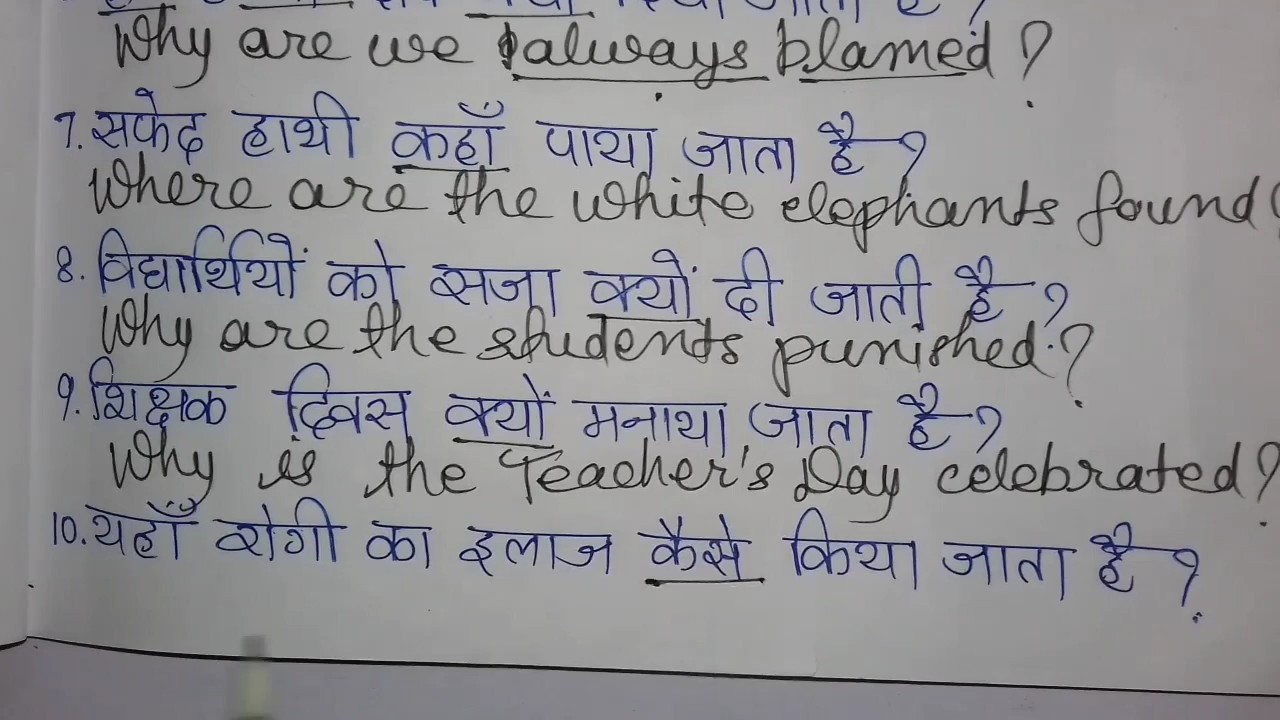 Why are we always blamed?
7. सफेद हाथी कहाँ पाया जाता है?
Where are the white elephants found?
8. विद्यार्थियों को सजा क्यों दी जाती है?
Why are the students punished.?
9. शिक्षक दिवस क्यों मनाया जाता है?
Why is the Teacher's Day celebrated?
10. यहाँ रोगी का इलाज कैसे किया जाता है?